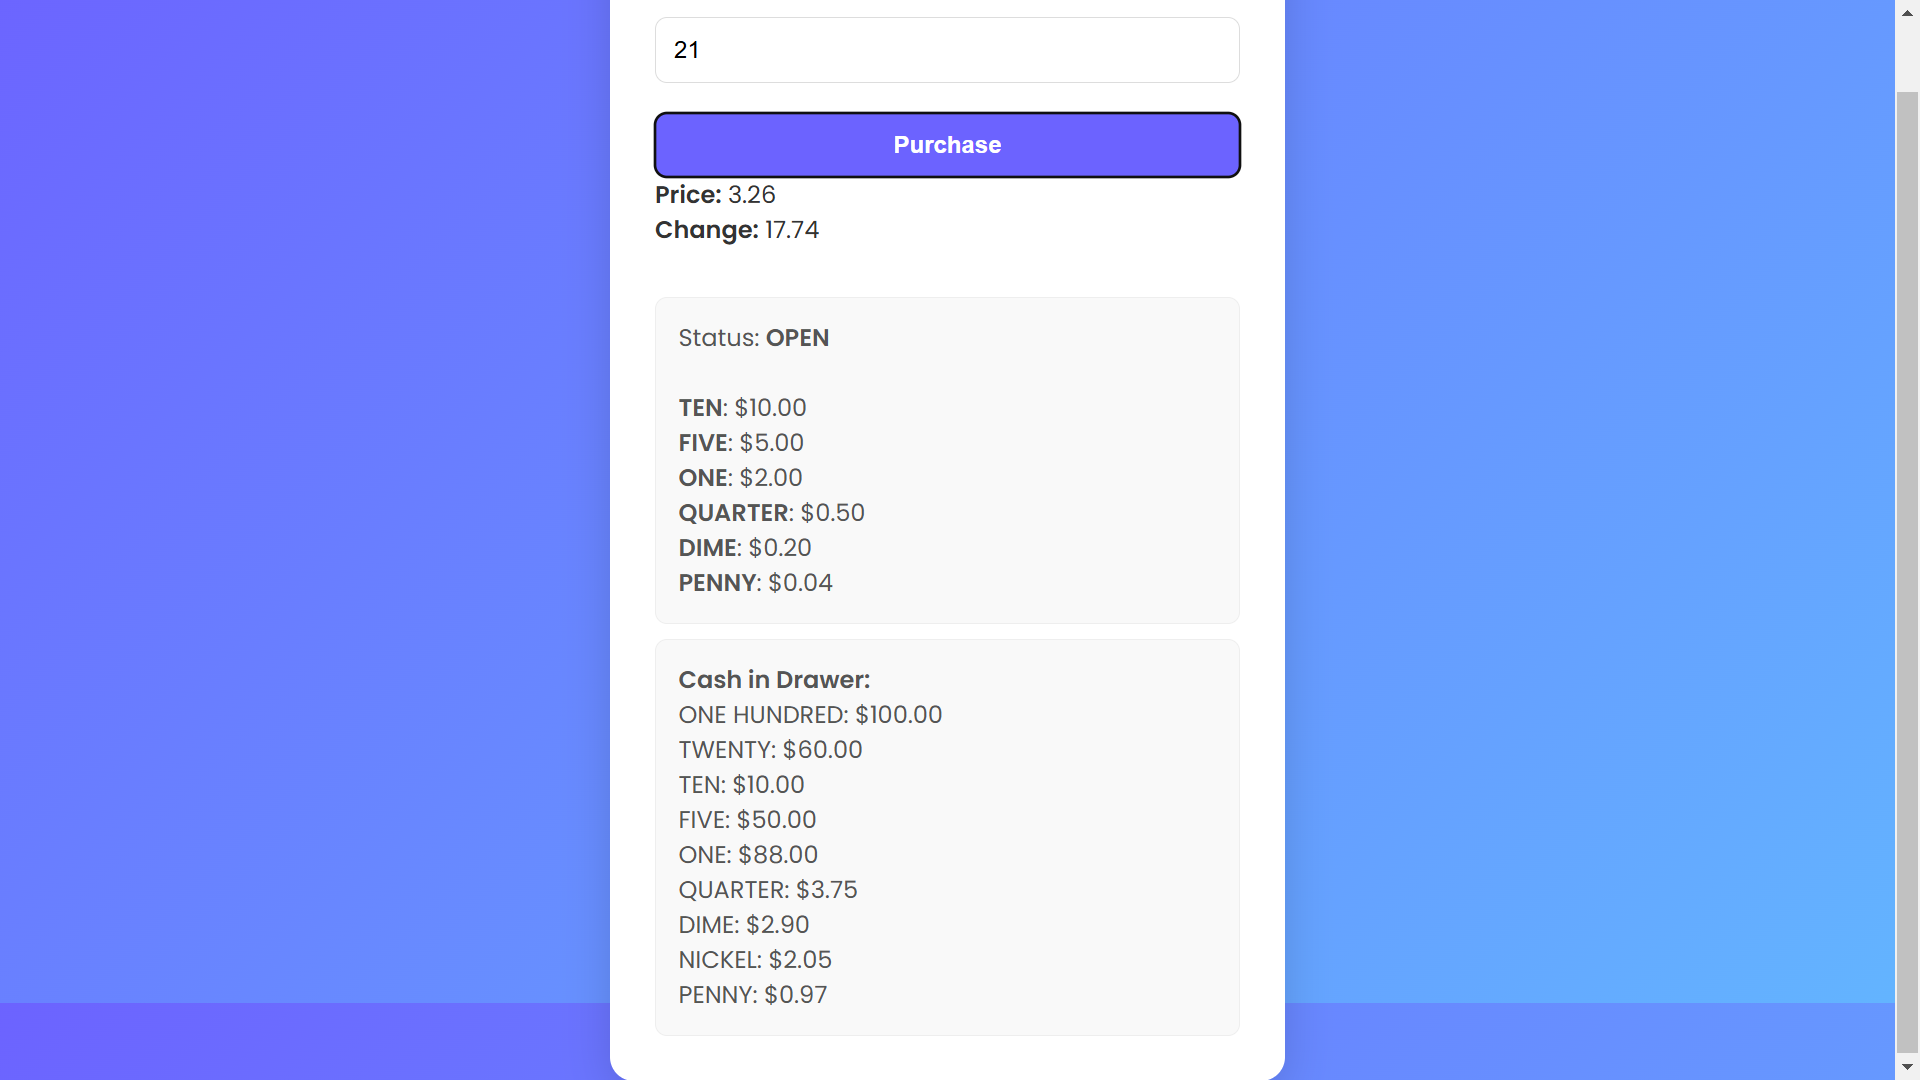 21
Purchase
Price: 3.26
Change: 17.74
Status: OPEN
TEN: $10.00
FIVE: $5.00
ONE: $2.00
QUARTER: $0.50
DIME: $0.20
PENNY: $0.04
Cash in Drawer:
ONE HUNDRED: $100.00
TWENTY: $60.00
TEN: $10.00
FIVE: $50.00
ONE: $88.00
QUARTER: $3.75
DIME: $2.90
NICKEL: $2.05
PENNY: $0.97